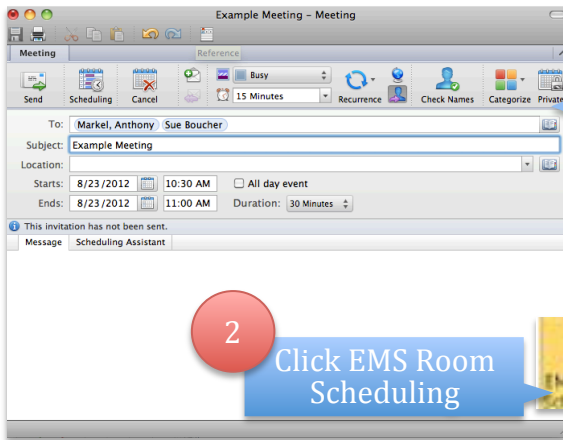 Example Meeting – Meeting
Meeting
Reference
Send
Scheduling
Cancel
Busy
15 Minutes
Recurrence
Check Names
Categorize
Private
To: Markel, Anthony Sue Boucher
Subject: Example Meeting
Location:
Starts: 8/23/2012 10:30 AM All day event
Ends: 8/23/2012 11:00 AM Duration: 30 Minutes
This invitation has not been sent.
Message Scheduling Assistant
2
Click EMS Room
Scheduling